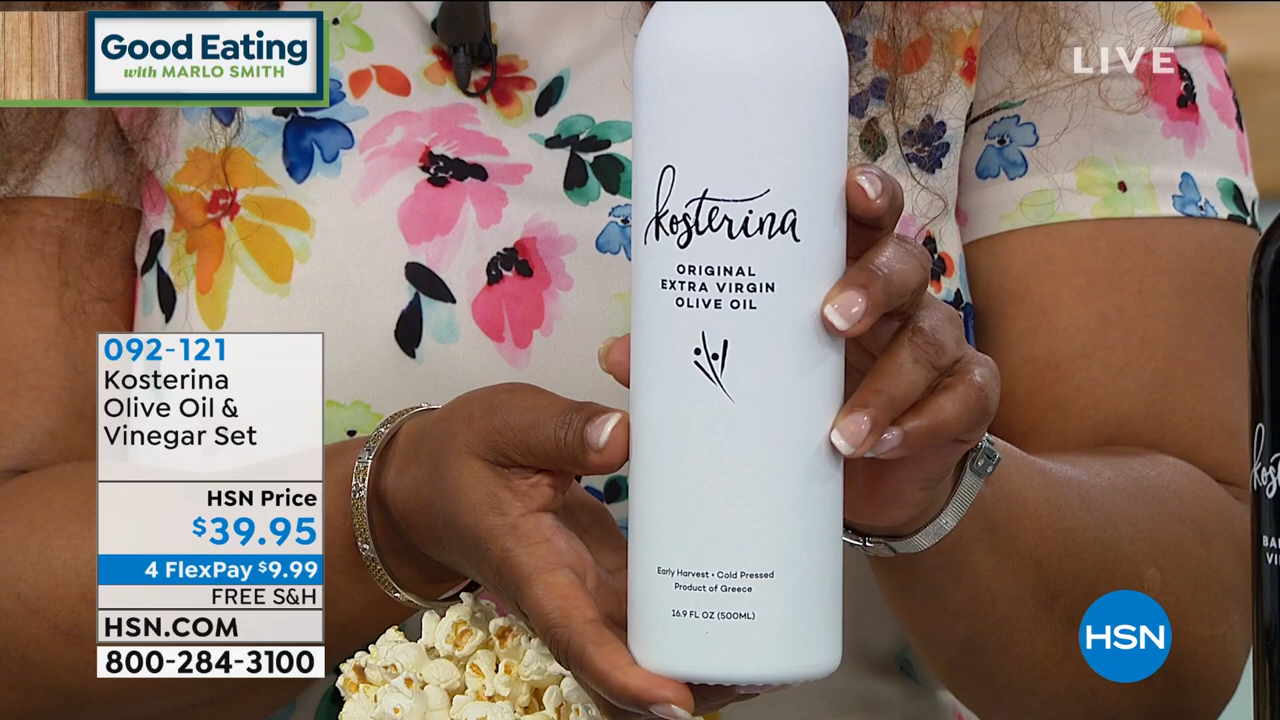 Good Eating
with MARLO SMITH
LIVE
kosterina
ORIGINAL
EXTRA VIRGIN
OLIVE OIL
Early Harvest • Cold Pressed
Product of Greece
16.9 FL OZ (500ML)
092-121
Kosterina
Olive Oil &
Vinegar Set
HSN Price
$39.95
4 FlexPay $9.99
FREE S&H
HSN.COM
800-284-3100
HSN